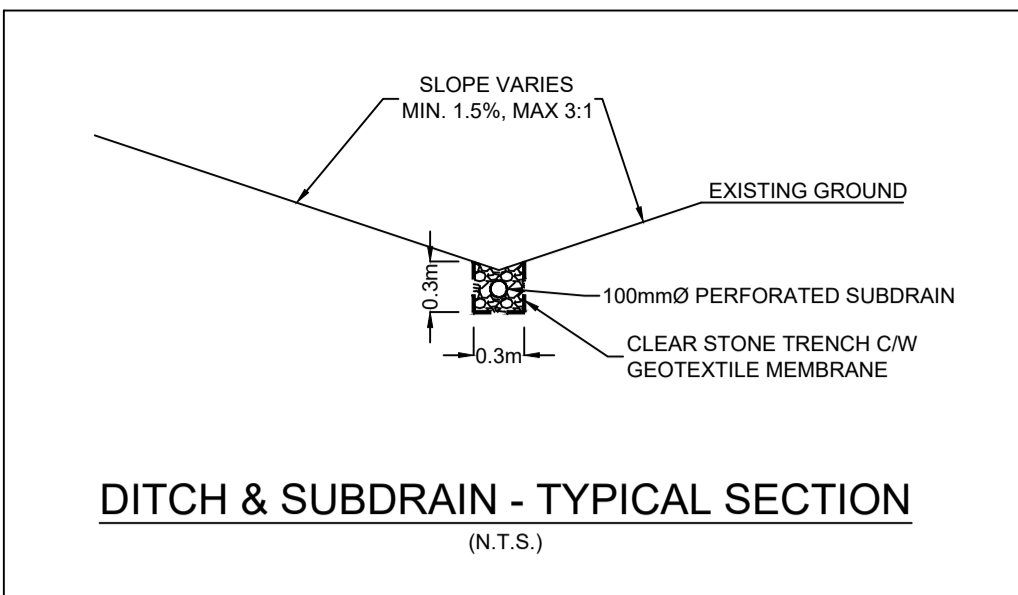 SLOPE VARIES
MIN. 1.5%, MAX 3:1
EXISTING GROUND
0.3m
100mmØ PERFORATED SUBDRAIN
CLEAR STONE TRENCH C/W
GEOTEXTILE MEMBRANE
0.3m
DITCH & SUBDRAIN - TYPICAL SECTION
(N.T.S.)